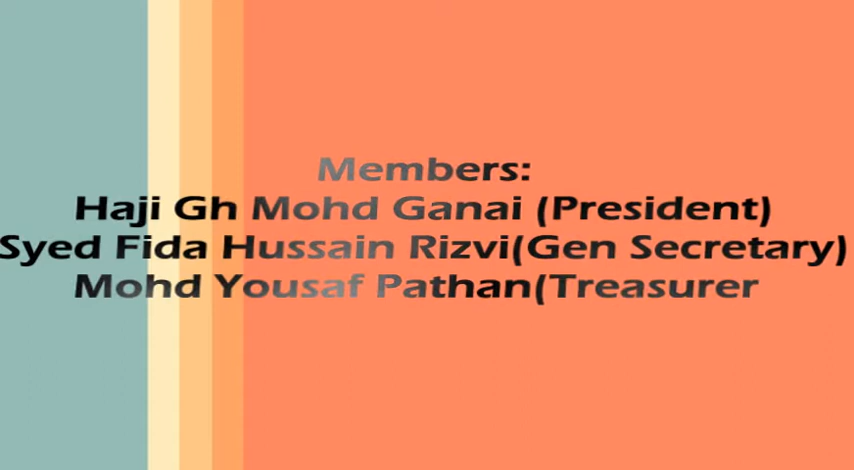 Members:
Haji Gh Mohd Ganai (President)
Syed Fida Hussain Rizvi(Gen Secretary)
Mohd Yousaf Pathan(Treasurer